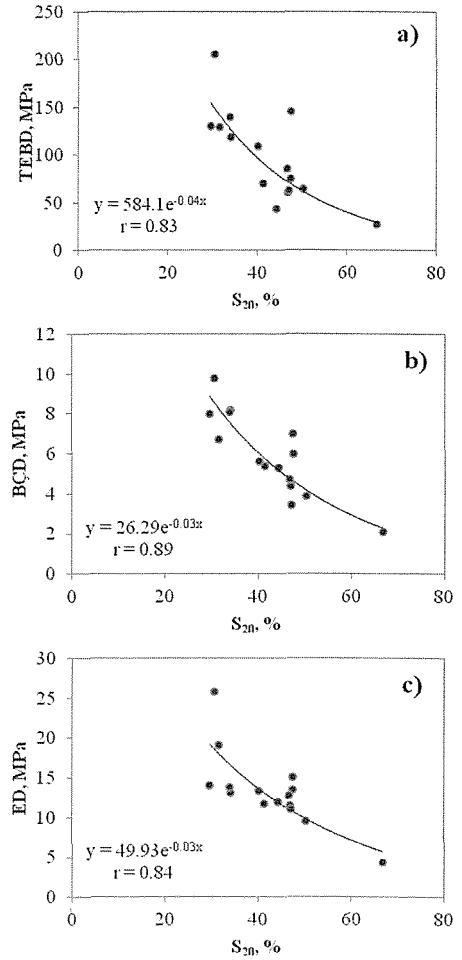 a)
250
200
150
100
50
0
TEBD, MPa
y = 584.1e^-0.04x
r = 0.83
0 20 40 60 80
S20, %
b)
12
10
8
6
4
2
0
BÇD, MPa
y = 26.29e^-0.03x
r = 0.89
0 20 40 60 80
S20, %
c)
30
25
20
15
10
5
0
ED, MPa
y = 49.93e^-0.03x
r = 0.84
0 20 40 60 80
S20, %